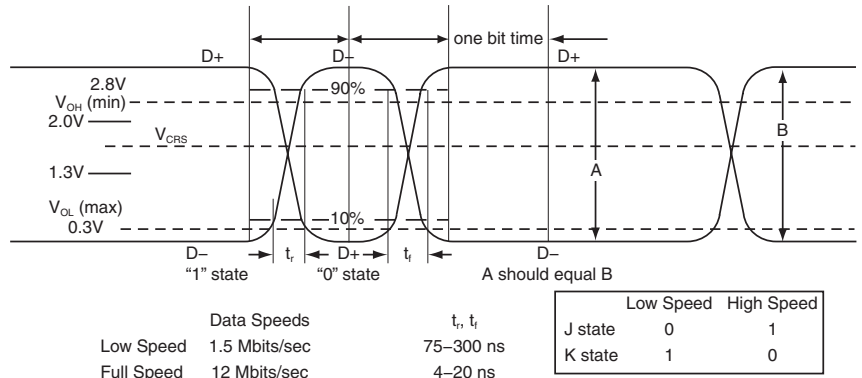 one bit time
D+ D– D+
2.8V
90%
V_OH (min)
2.0V
V_CRS
1.3V
A
B
V_OL (max)
10%
0.3V
D– t_r D+ t_f D–
“1” state “0” state A should equal B
Data Speeds t_r, t_f
Low Speed 1.5 Mbits/sec 75–300 ns
Full Speed 12 Mbits/sec 4–20 ns
Low Speed High Speed
J state 0 1
K state 1 0